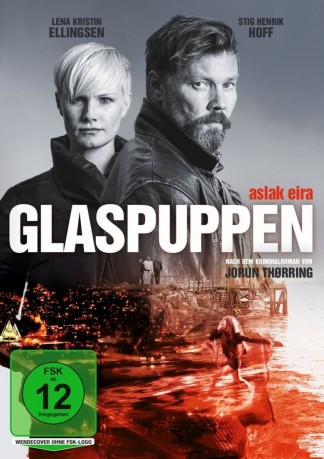 LENA KRISTIN
ELLINGSEN
STIG HENRIK
HOFF
aslak eira
GLASPUPPEN
NACH DEM KRIMINALROMAN VON
JORUN THØRRING
FSK
ab
12
freigegeben
WENDECOVER OHNE FSK-LOGO